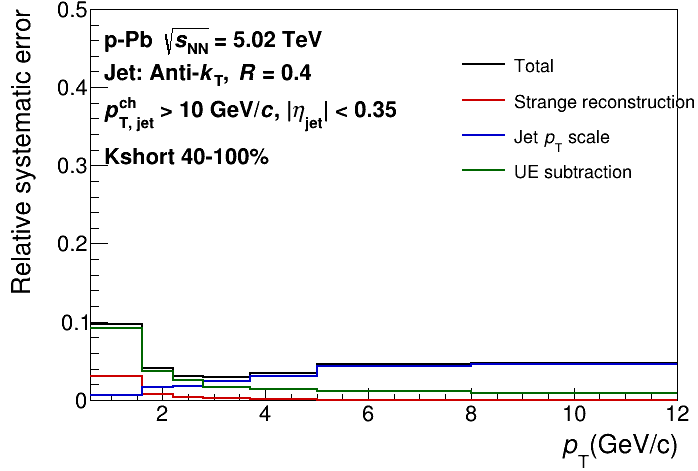 Relative systematic error
0.5
0.4
0.3
0.2
0.1
0
p-Pb √sNN = 5.02 TeV
Jet: Anti-kT, R = 0.4
p^ch_T, jet > 10 GeV/c, |ηjet| < 0.35
Kshort 40-100%
Total
Strange reconstruction
Jet pT scale
UE subtraction
2 4 6 8 10 12
pT(GeV/c)